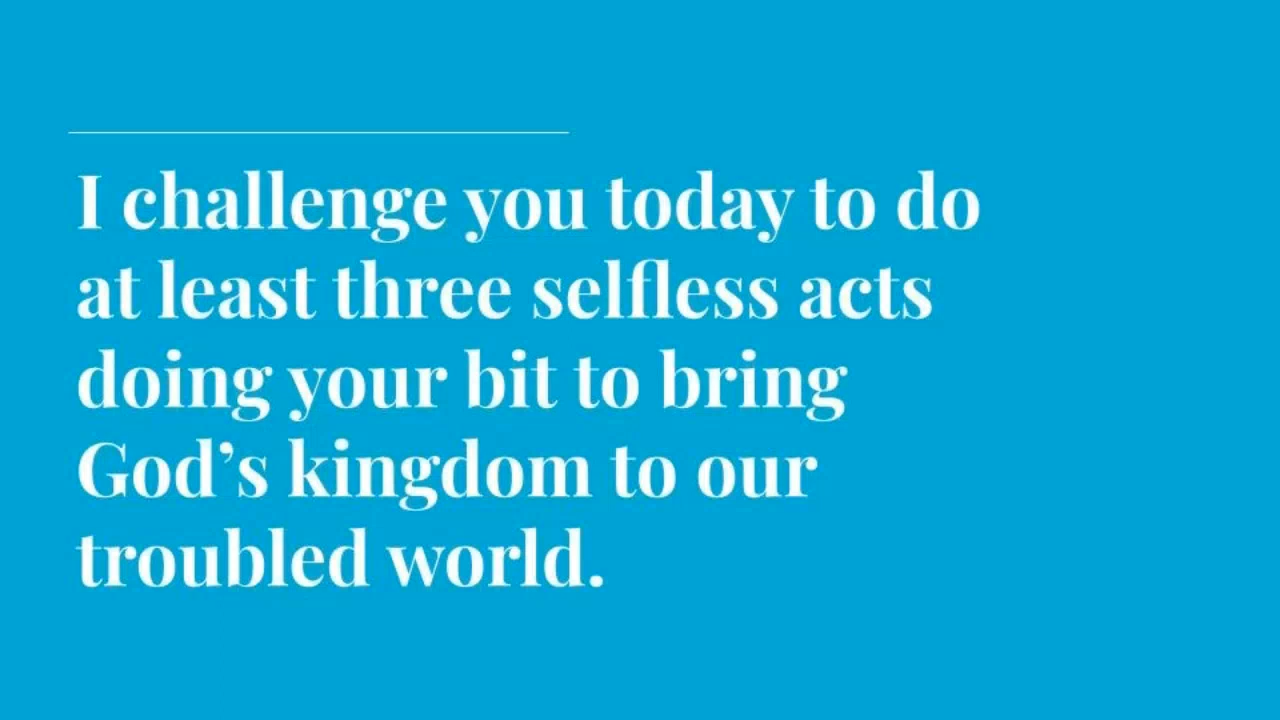 I challenge you today to do
at least three selfless acts
doing your bit to bring
God’s kingdom to our
troubled world.